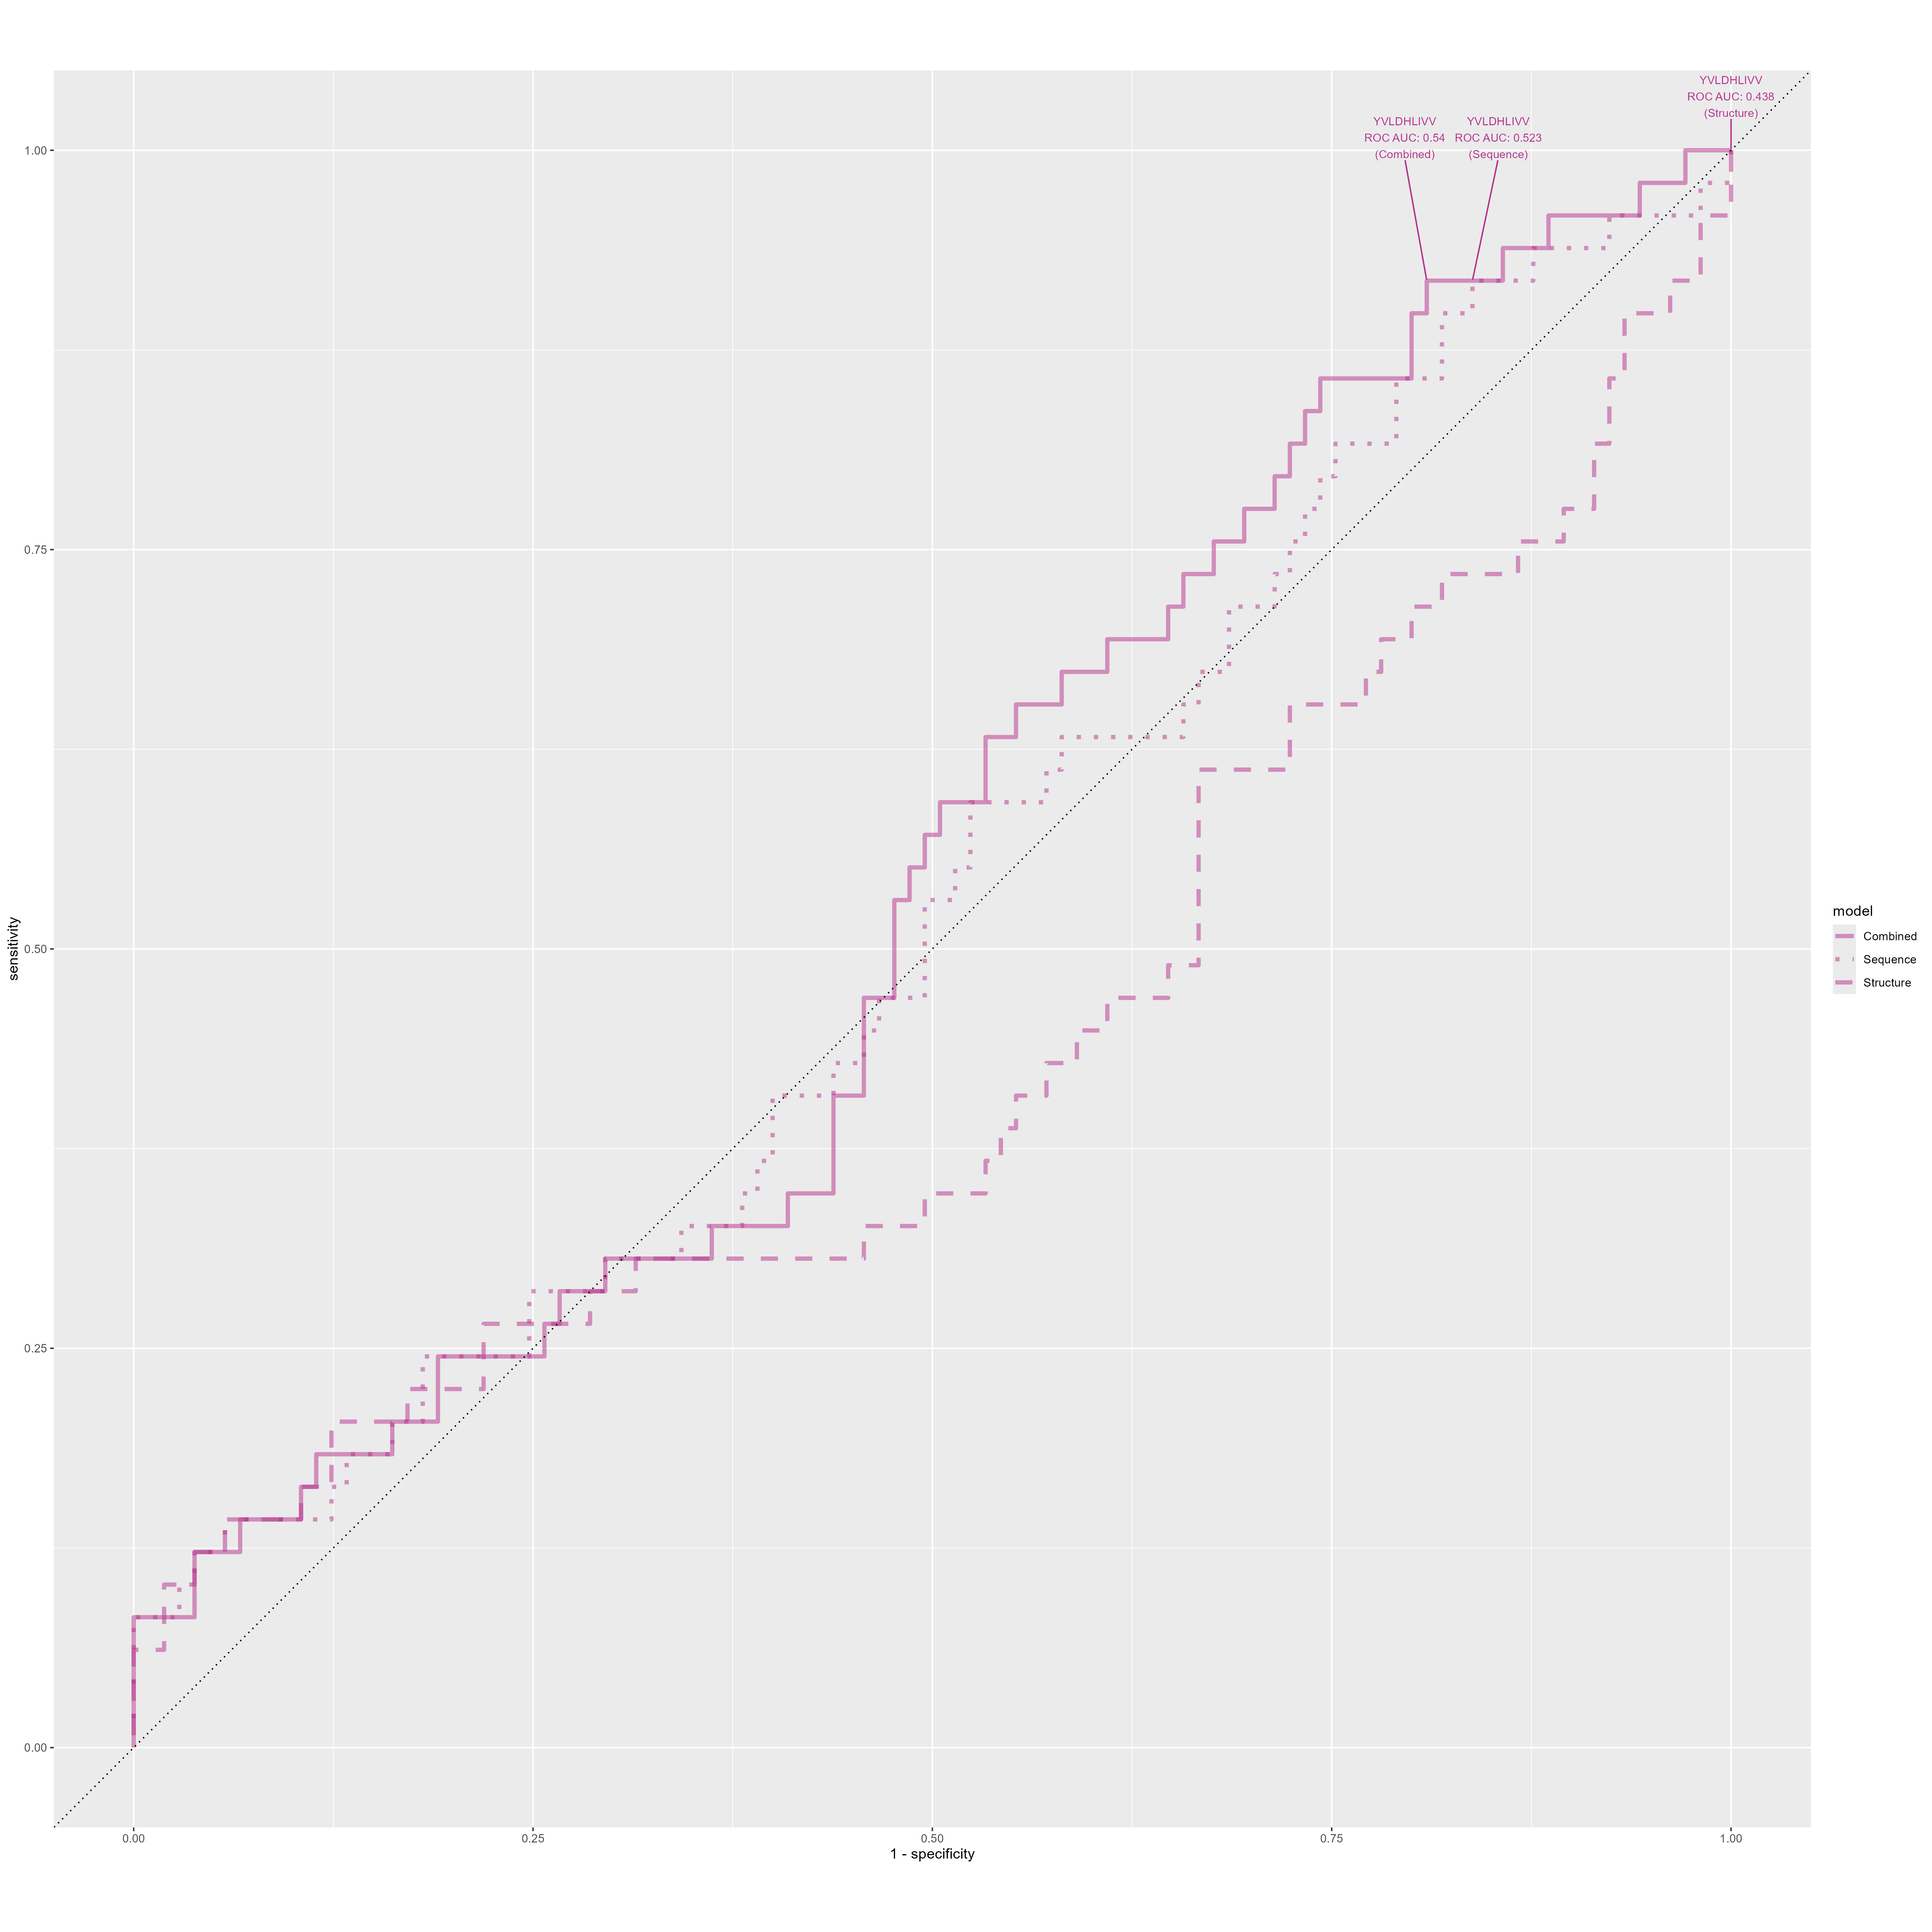 YVLDHLIVV
ROC AUC: 0.438
(Structure)
YVLDHLIVV
ROC AUC: 0.54
(Combined)
YVLDHLIVV
ROC AUC: 0.523
(Sequence)
1.00
0.75
0.50
0.25
0.00
sensitivity
0.00
0.25
0.50
0.75
1.00
1 - specificity
model
Combined
Sequence
Structure